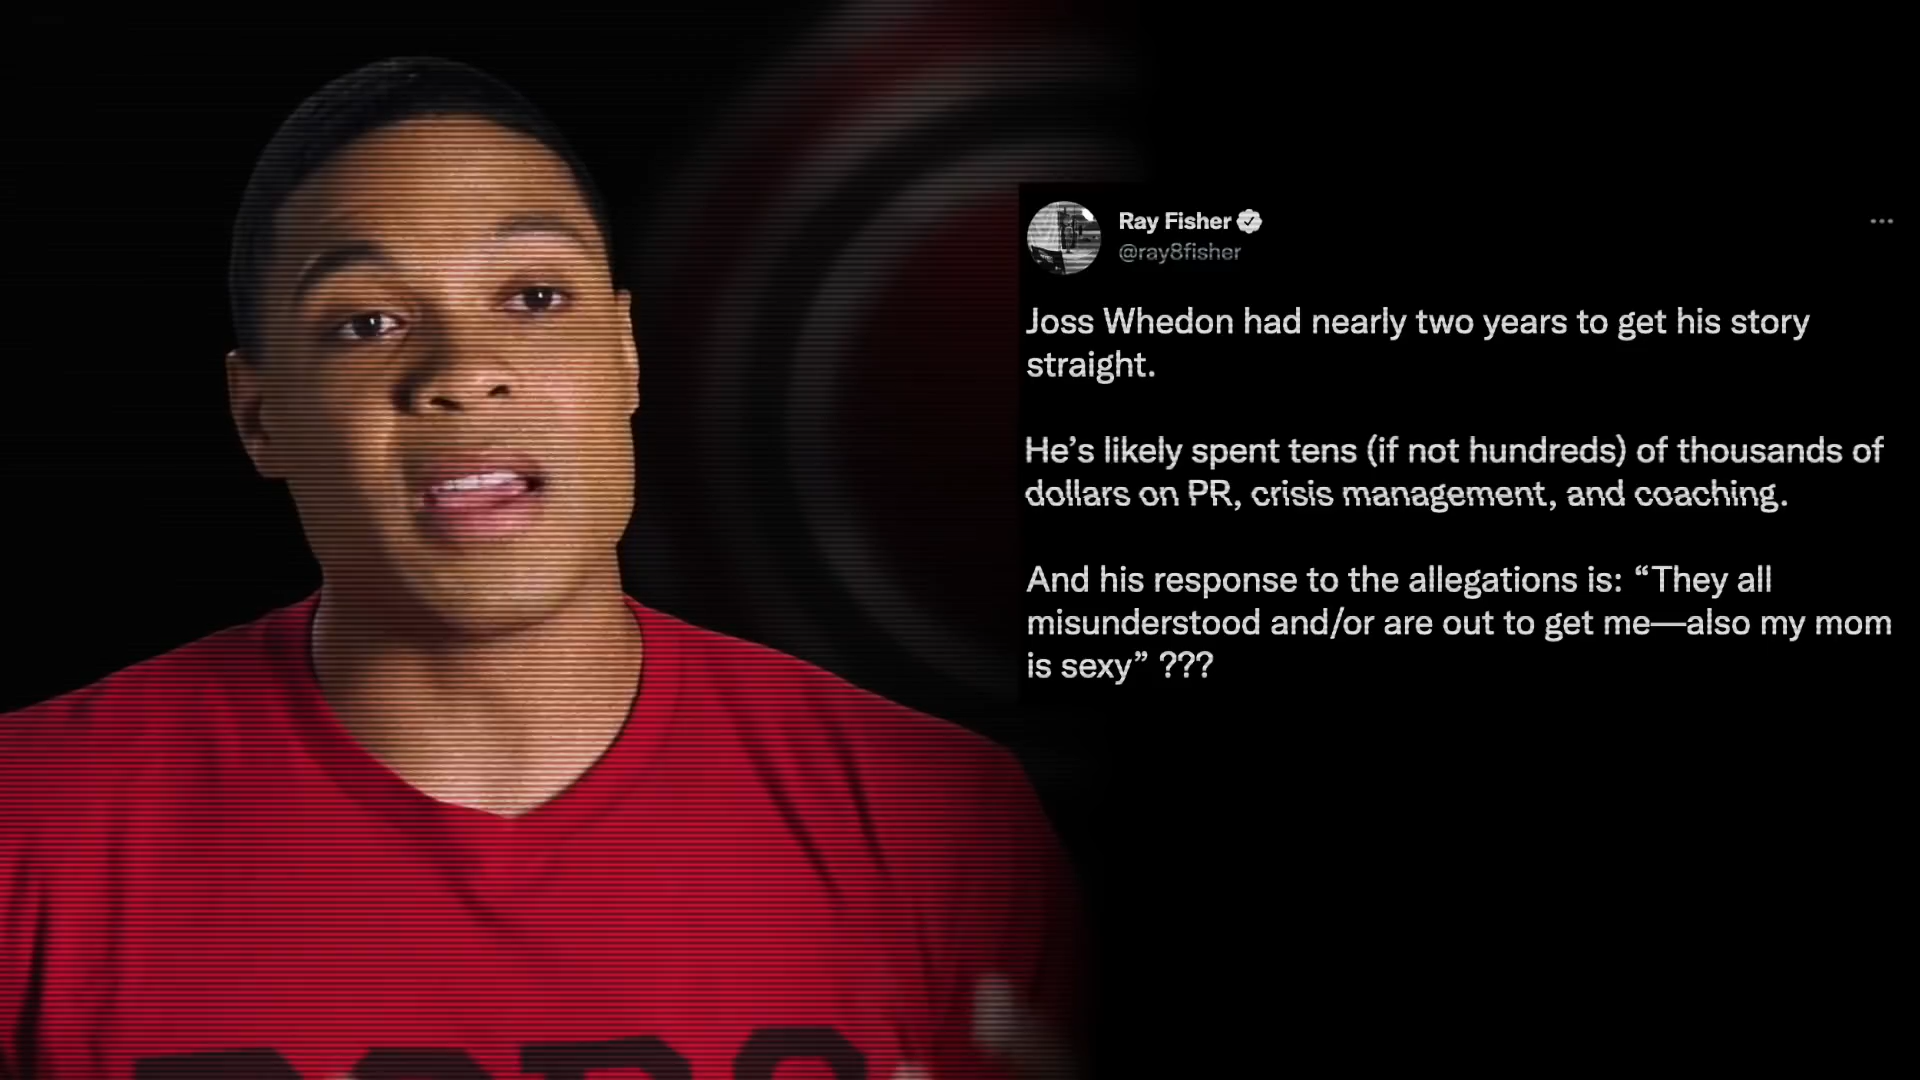 Ray Fisher
@ray8fisher
Joss Whedon had nearly two years to get his story
straight.
He’s likely spent tens (if not hundreds) of thousands of
dollars on PR, crisis management, and coaching.
And his response to the allegations is: “They all
misunderstood and/or are out to get me—also my mom
is sexy” ???